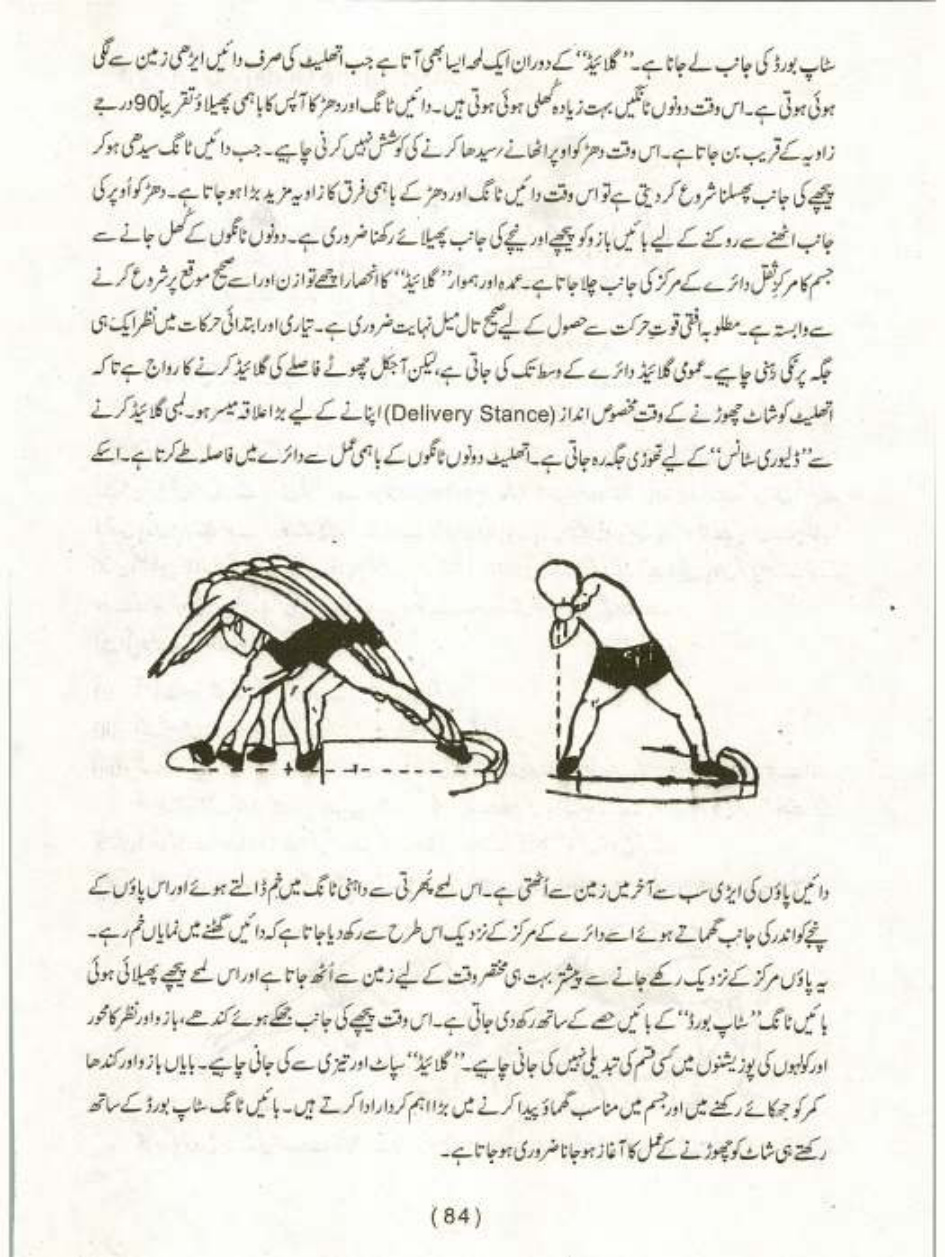 سٹاپ بورڈ کی جانب لے جاتا ہے۔ ”گلائیڈ“ کے دوران ایک لمحہ ایسا بھی آتا ہے جب اتھلیٹ کی صرف دائیں ایڑھی زمین سے لگی
ہوئی ہوتی ہے۔ اس وقت دونوں ٹانگیں بہت زیادہ کُھلی ہوئی ہوتی ہیں۔ دائیں ٹانگ اور دھڑ کا آپس کا باہمی پھیلاؤ تقریباً 90 درجے
زاویہ کے قریب بن جاتا ہے۔ اس وقت دھڑ کو اوپر اٹھانے / سیدھا کرنے کی کوشش نہیں کرنی چاہیے۔ جب دائیں ٹانگ سیدھی ہو کر
پیچھے کی جانب پھسلنا شروع کر دیتی ہے تو اس وقت دائیں ٹانگ اور دھڑ کے باہمی فرق کا زاویہ مزید بڑا ہو جاتا ہے۔ دھڑ کو اُوپر کی
جانب اٹھنے سے روکنے کے لیے بائیں بازو کو پیچھے اور نیچے کی جانب پھیلائے رکھنا ضروری ہے۔ دونوں ٹانگوں کے کُھل جانے سے
جسم کا مرکزِ ثقل دائرے کے مرکز کی جانب چلا جاتا ہے۔ عمدہ اور ہموار ”گلائیڈ“ کا انحصار اچھے توازن اور اسے صحیح موقع پر شروع کرنے
سے وابستہ ہے۔ مطلوبہ افقی قوتِ حرکت سے حصول کے لیے صحیح تال میل نہایت ضروری ہے۔ تیاری اور ابتدائی حرکات میں نظر ایک ہی
جگہ پر ٹکی رہنی چاہیے۔ عمومی گلائیڈ دائرے کے وسط تک کی جاتی ہے، لیکن آجکل چھوٹے فاصلے کی گلائیڈ کرنے کا رواج ہے تاکہ
اتھلیٹ کو شاٹ چھوڑنے کے وقت مخصوص انداز (Delivery Stance) اپنانے کے لیے بڑا علاقہ میسر ہو۔ لمبی گلائیڈ کرنے
سے ”ڈلیوری سٹانس“ کے لیے تھوڑی جگہ رہ جاتی ہے۔ اتھلیٹ دونوں ٹانگوں کے باہمی عمل سے دائرے میں فاصلہ طے کرتا ہے۔ اسکے
دائیں پاؤں کی ایڑی سب سے آخر میں زمین سے اُٹھتی ہے۔ اس لمحے پُھرتی سے داہنی ٹانگ میں خم ڈالتے ہوئے اور اس پاؤں کے
پنجے کو اندر کی جانب گھماتے ہوئے اسے دائرے کے مرکز کے نزدیک اس طرح سے رکھ دیا جاتا ہے کہ دائیں گھٹنے میں نمایاں خم رہے۔
یہ پاؤں مرکز کے نزدیک رکھے جانے سے پیشتر بہت ہی مختصر وقت کے لیے زمین سے اُٹھ جاتا ہے اور اس لمحے پیچھے پھیلائی ہوئی
بائیں ٹانگ ”سٹاپ بورڈ“ کے بائیں حصے کے ساتھ رکھ دی جاتی ہے۔ اس وقت پیچھے کی جانب جھکے ہوئے کندھے، بازو اور نظر کا محور
اور کولہوں کی پوزیشنوں میں کسی قسم کی تبدیلی نہیں کی جانی چاہیے۔ ”گلائیڈ“ سپاٹ اور تیزی سے کی جانی چاہیے۔ بایاں بازو اور کندھا
کمر کو جھکائے رکھنے میں اور جسم میں مناسب گھماؤ پیدا کرنے میں بڑا اہم کردار ادا کرتے ہیں۔ بائیں ٹانگ سٹاپ بورڈ کے ساتھ
رکھتے ہی شاٹ کو چھوڑنے کے عمل کا آغاز ہو جانا ضروری ہو جاتا ہے۔
(84)